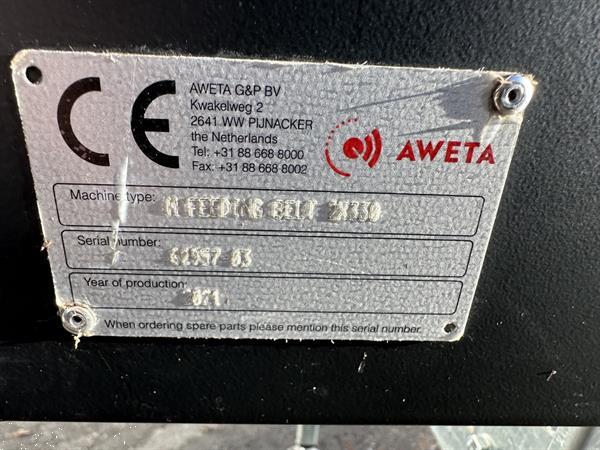 CE
AWETA G&P BV
Kwakelweg 2
2641 WW PIJNACKER
the Netherlands
Tel: +31 88 668 8000
Fax: +31 88 668 8002
AWETA
Machine type:
M FEEDING BELT 2X330
Serial number:
Year of production:
When ordering spare parts please mention this serial number.